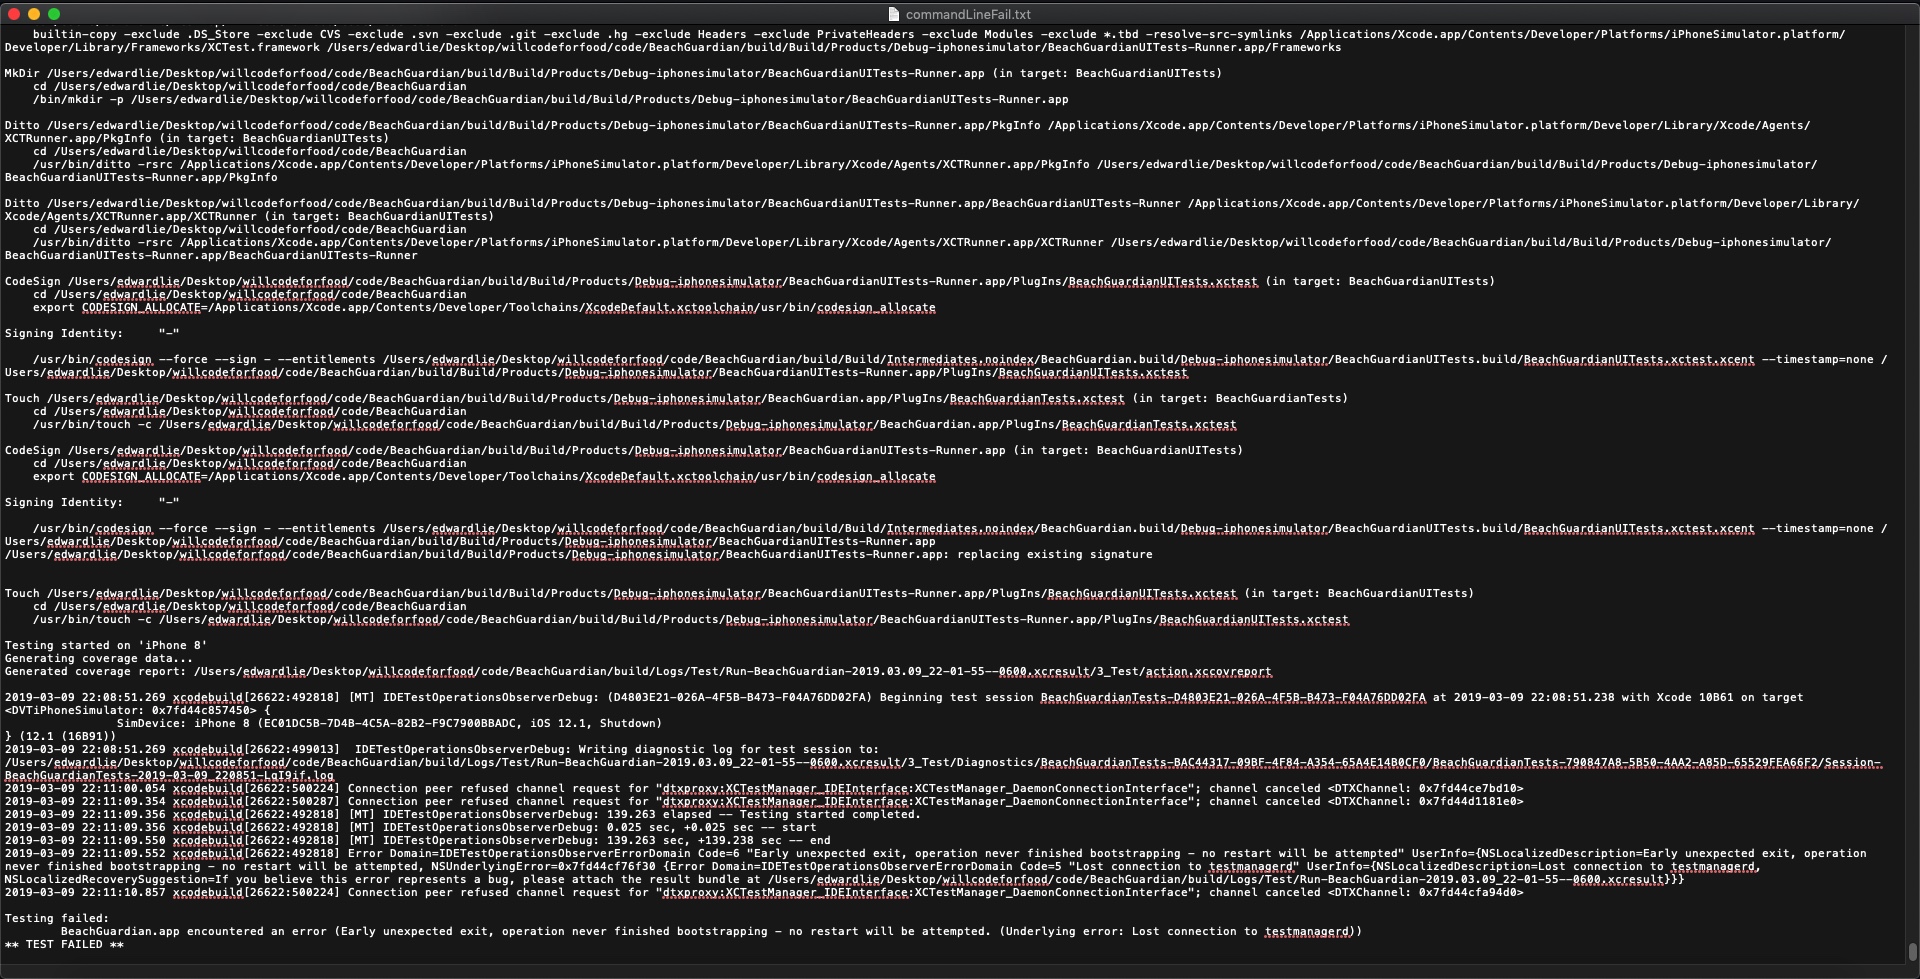 commandLineFail.txt
builtin-copy -exclude .DS_Store -exclude CVS -exclude .svn -exclude .git -exclude .hg -exclude Headers -exclude PrivateHeaders -exclude Modules -exclude *.tbd -resolve-src-symlinks /Applications/Xcode.app/Contents/Developer/Platforms/iPhoneSimulator.platform/
Developer/Library/Frameworks/XCTest.framework /Users/edwardlie/Desktop/willcodeforfood/code/BeachGuardian/build/Build/Products/Debug-iphonesimulator/BeachGuardianUITests-Runner.app/Frameworks
MkDir /Users/edwardlie/Desktop/willcodeforfood/code/BeachGuardian/build/Build/Products/Debug-iphonesimulator/BeachGuardianUITests-Runner.app (in target: BeachGuardianUITests)
cd /Users/edwardlie/Desktop/willcodeforfood/code/BeachGuardian
/bin/mkdir -p /Users/edwardlie/Desktop/willcodeforfood/code/BeachGuardian/build/Build/Products/Debug-iphonesimulator/BeachGuardianUITests-Runner.app
Ditto /Users/edwardlie/Desktop/willcodeforfood/code/BeachGuardian/build/Build/Products/Debug-iphonesimulator/BeachGuardianUITests-Runner.app/PkgInfo /Applications/Xcode.app/Contents/Developer/Platforms/iPhoneSimulator.platform/Developer/Library/Xcode/Agents/
XCTRunner.app/PkgInfo (in target: BeachGuardianUITests)
cd /Users/edwardlie/Desktop/willcodeforfood/code/BeachGuardian
/usr/bin/ditto -rsrc /Applications/Xcode.app/Contents/Developer/Platforms/iPhoneSimulator.platform/Developer/Library/Xcode/Agents/XCTRunner.app/PkgInfo /Users/edwardlie/Desktop/willcodeforfood/code/BeachGuardian/build/Build/Products/Debug-iphonesimulator/
BeachGuardianUITests-Runner.app/PkgInfo
Ditto /Users/edwardlie/Desktop/willcodeforfood/code/BeachGuardian/build/Build/Products/Debug-iphonesimulator/BeachGuardianUITests-Runner.app/BeachGuardianUITests-Runner /Applications/Xcode.app/Contents/Developer/Platforms/iPhoneSimulator.platform/Developer/Library/
Xcode/Agents/XCTRunner.app/XCTRunner (in target: BeachGuardianUITests)
cd /Users/edwardlie/Desktop/willcodeforfood/code/BeachGuardian
/usr/bin/ditto -rsrc /Applications/Xcode.app/Contents/Developer/Platforms/iPhoneSimulator.platform/Developer/Library/Xcode/Agents/XCTRunner.app/XCTRunner /Users/edwardlie/Desktop/willcodeforfood/code/BeachGuardian/build/Build/Products/Debug-iphonesimulator/
BeachGuardianUITests-Runner.app/BeachGuardianUITests-Runner
CodeSign /Users/edwardlie/Desktop/willcodeforfood/code/BeachGuardian/build/Build/Products/Debug-iphonesimulator/BeachGuardianUITests-Runner.app/PlugIns/BeachGuardianUITests.xctest (in target: BeachGuardianUITests)
cd /Users/edwardlie/Desktop/willcodeforfood/code/BeachGuardian
export CODESIGN_ALLOCATE=/Applications/Xcode.app/Contents/Developer/Toolchains/XcodeDefault.xctoolchain/usr/bin/codesign_allocate
Signing Identity:     "-"
/usr/bin/codesign --force --sign - --entitlements /Users/edwardlie/Desktop/willcodeforfood/code/BeachGuardian/build/Build/Intermediates.noindex/BeachGuardian.build/Debug-iphonesimulator/BeachGuardianUITests.build/BeachGuardianUITests.xctest.xcent --timestamp=none /
Users/edwardlie/Desktop/willcodeforfood/code/BeachGuardian/build/Build/Products/Debug-iphonesimulator/BeachGuardianUITests-Runner.app/PlugIns/BeachGuardianUITests.xctest
Touch /Users/edwardlie/Desktop/willcodeforfood/code/BeachGuardian/build/Build/Products/Debug-iphonesimulator/BeachGuardian.app/PlugIns/BeachGuardianTests.xctest (in target: BeachGuardianTests)
cd /Users/edwardlie/Desktop/willcodeforfood/code/BeachGuardian
/usr/bin/touch -c /Users/edwardlie/Desktop/willcodeforfood/code/BeachGuardian/build/Build/Products/Debug-iphonesimulator/BeachGuardian.app/PlugIns/BeachGuardianTests.xctest
CodeSign /Users/edwardlie/Desktop/willcodeforfood/code/BeachGuardian/build/Build/Products/Debug-iphonesimulator/BeachGuardianUITests-Runner.app (in target: BeachGuardianUITests)
cd /Users/edwardlie/Desktop/willcodeforfood/code/BeachGuardian
export CODESIGN_ALLOCATE=/Applications/Xcode.app/Contents/Developer/Toolchains/XcodeDefault.xctoolchain/usr/bin/codesign_allocate
Signing Identity:     "-"
/usr/bin/codesign --force --sign - --entitlements /Users/edwardlie/Desktop/willcodeforfood/code/BeachGuardian/build/Build/Intermediates.noindex/BeachGuardian.build/Debug-iphonesimulator/BeachGuardianUITests.build/BeachGuardianUITests.xctest.xcent --timestamp=none /
Users/edwardlie/Desktop/willcodeforfood/code/BeachGuardian/build/Build/Products/Debug-iphonesimulator/BeachGuardianUITests-Runner.app
/Users/edwardlie/Desktop/willcodeforfood/code/BeachGuardian/build/Build/Products/Debug-iphonesimulator/BeachGuardianUITests-Runner.app: replacing existing signature
Touch /Users/edwardlie/Desktop/willcodeforfood/code/BeachGuardian/build/Build/Products/Debug-iphonesimulator/BeachGuardianUITests-Runner.app/PlugIns/BeachGuardianUITests.xctest (in target: BeachGuardianUITests)
cd /Users/edwardlie/Desktop/willcodeforfood/code/BeachGuardian
/usr/bin/touch -c /Users/edwardlie/Desktop/willcodeforfood/code/BeachGuardian/build/Build/Products/Debug-iphonesimulator/BeachGuardianUITests-Runner.app/PlugIns/BeachGuardianUITests.xctest
Testing started on 'iPhone 8'
Generating coverage data...
Generated coverage report: /Users/edwardlie/Desktop/willcodeforfood/code/BeachGuardian/build/Logs/Test/Run-BeachGuardian-2019.03.09_22-01-55--0600.xcresult/3_Test/action.xccovreport
2019-03-09 22:08:51.269 xcodebuild[26622:492818] [MT] IDETestOperationsObserverDebug: (D4803E21-026A-4F5B-B473-F04A76DD02FA) Beginning test session BeachGuardianTests-D4803E21-026A-4F5B-B473-F04A76DD02FA at 2019-03-09 22:08:51.238 with Xcode 10B61 on target
<DVTiPhoneSimulator: 0x7fd44c857450> {
SimDevice: iPhone 8 (EC01DC5B-7D4B-4C5A-82B2-F9C7900BBADC, iOS 12.1, Shutdown)
} (12.1 (16B91))
2019-03-09 22:08:51.269 xcodebuild[26622:499013]  IDETestOperationsObserverDebug: Writing diagnostic log for test session to:
/Users/edwardlie/Desktop/willcodeforfood/code/BeachGuardian/build/Logs/Test/Run-BeachGuardian-2019.03.09_22-01-55--0600.xcresult/3_Test/Diagnostics/BeachGuardianTests-BAC44317-09BF-4F84-A354-65A4E14B0CF0/BeachGuardianTests-790847A8-5B50-4AA2-A85D-65529FEA66F2/Session-
BeachGuardianTests-2019-03-09_220851-LqI9if.log
2019-03-09 22:11:00.054 xcodebuild[26622:500224] Connection peer refused channel request for "dtxproxy:XCTestManager_IDEInterface:XCTestManager_DaemonConnectionInterface"; channel canceled <DTXChannel: 0x7fd44ce7bd10>
2019-03-09 22:11:09.354 xcodebuild[26622:500287] Connection peer refused channel request for "dtxproxy:XCTestManager_IDEInterface:XCTestManager_DaemonConnectionInterface"; channel canceled <DTXChannel: 0x7fd44d1181e0>
2019-03-09 22:11:09.356 xcodebuild[26622:492818] [MT] IDETestOperationsObserverDebug: 139.263 elapsed -- Testing started completed.
2019-03-09 22:11:09.356 xcodebuild[26622:492818] [MT] IDETestOperationsObserverDebug: 0.025 sec, +0.025 sec -- start
2019-03-09 22:11:09.550 xcodebuild[26622:492818] [MT] IDETestOperationsObserverDebug: 139.263 sec, +139.238 sec -- end
2019-03-09 22:11:09.552 xcodebuild[26622:492818] Error Domain=IDETestOperationsObserverErrorDomain Code=6 "Early unexpected exit, operation never finished bootstrapping - no restart will be attempted" UserInfo={NSLocalizedDescription=Early unexpected exit, operation
never finished bootstrapping - no restart will be attempted, NSUnderlyingError=0x7fd44cf76f30 {Error Domain=IDETestOperationsObserverErrorDomain Code=5 "Lost connection to testmanagerd" UserInfo={NSLocalizedDescription=Lost connection to testmanagerd,
NSLocalizedRecoverySuggestion=If you believe this error represents a bug, please attach the result bundle at /Users/edwardlie/Desktop/willcodeforfood/code/BeachGuardian/build/Logs/Test/Run-BeachGuardian-2019.03.09_22-01-55--0600.xcresult}}}
2019-03-09 22:11:10.857 xcodebuild[26622:500224] Connection peer refused channel request for "dtxproxy:XCTestManager_IDEInterface:XCTestManager_DaemonConnectionInterface"; channel canceled <DTXChannel: 0x7fd44cfa94d0>
Testing failed:
BeachGuardian.app encountered an error (Early unexpected exit, operation never finished bootstrapping - no restart will be attempted. (Underlying error: Lost connection to testmanagerd))
** TEST FAILED **